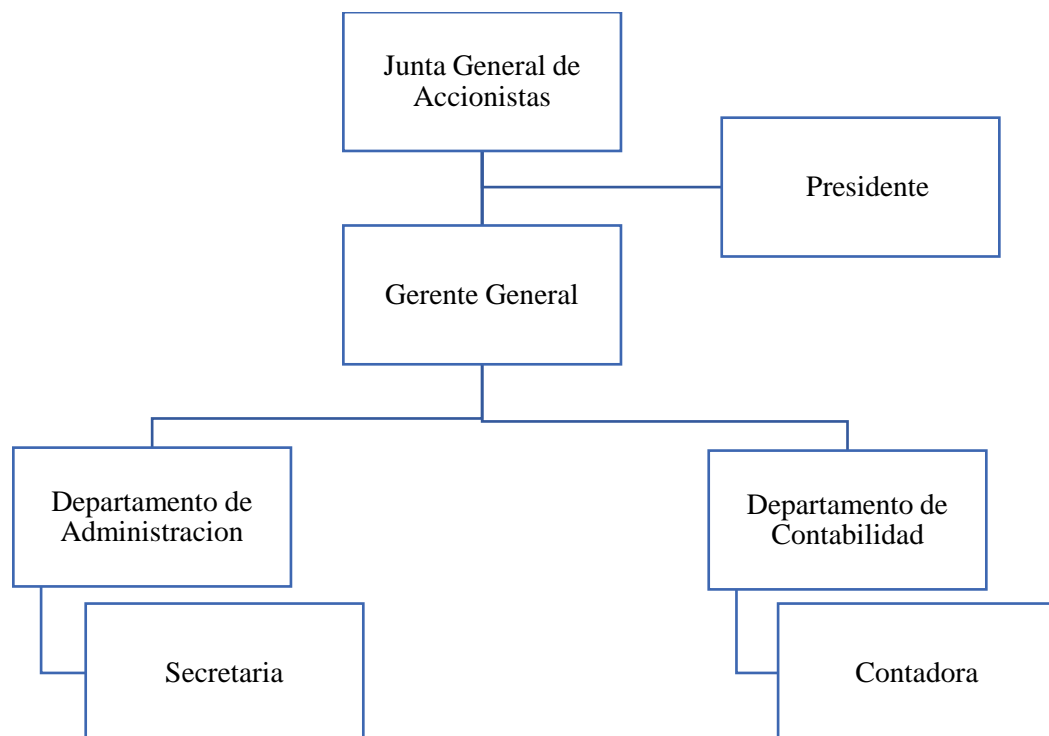 Junta General de
Accionistas
Presidente
Gerente General
Departamento de
Administracion
Departamento de
Contabilidad
Secretaria
Contadora